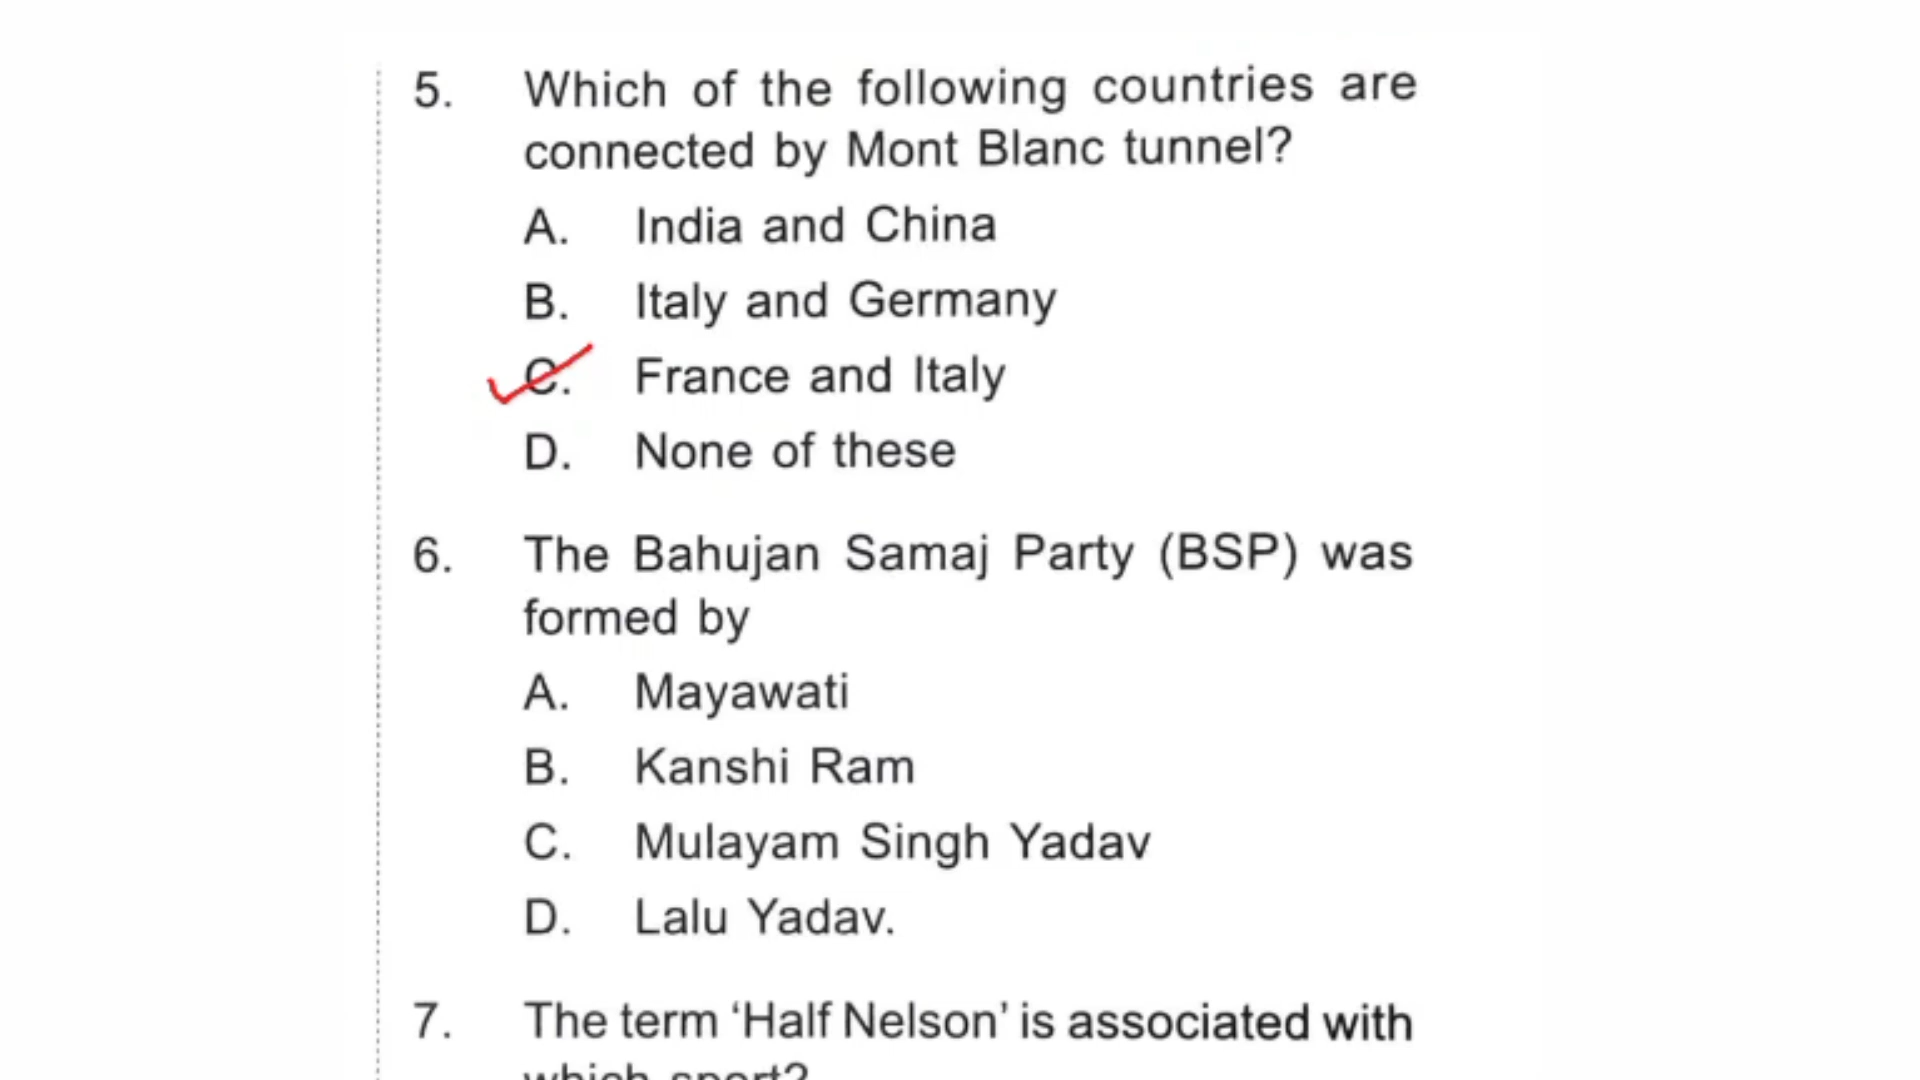 5. Which of the following countries are
connected by Mont Blanc tunnel?
A. India and China
B. Italy and Germany
C. France and Italy
D. None of these
6. The Bahujan Samaj Party (BSP) was
formed by
A. Mayawati
B. Kanshi Ram
C. Mulayam Singh Yadav
D. Lalu Yadav.
7. The term ‘Half Nelson’ is associated with
which sport?